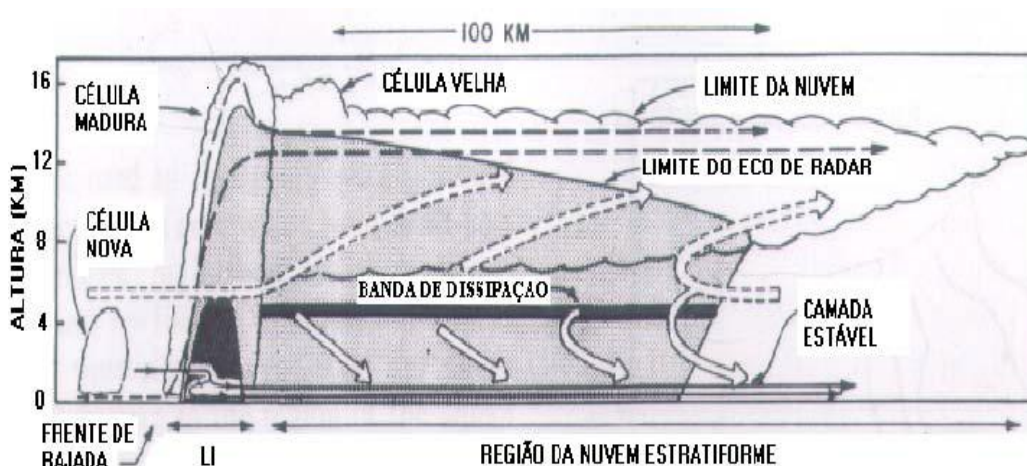 100 KM
16
12
8
4
0
ALTURA (KM)
CÉLULA
MADURA
CÉLULA VELHA
LIMITE DA NUVEM
LIMITE DO ECO DE RADAR
CÉLULA
NOVA
BANDA DE DISSIPAÇAO
CAMADA
ESTÁVEL
FRENTE DE
RAJADA
LI
REGIÃO DA NUVEM ESTRATIFORME